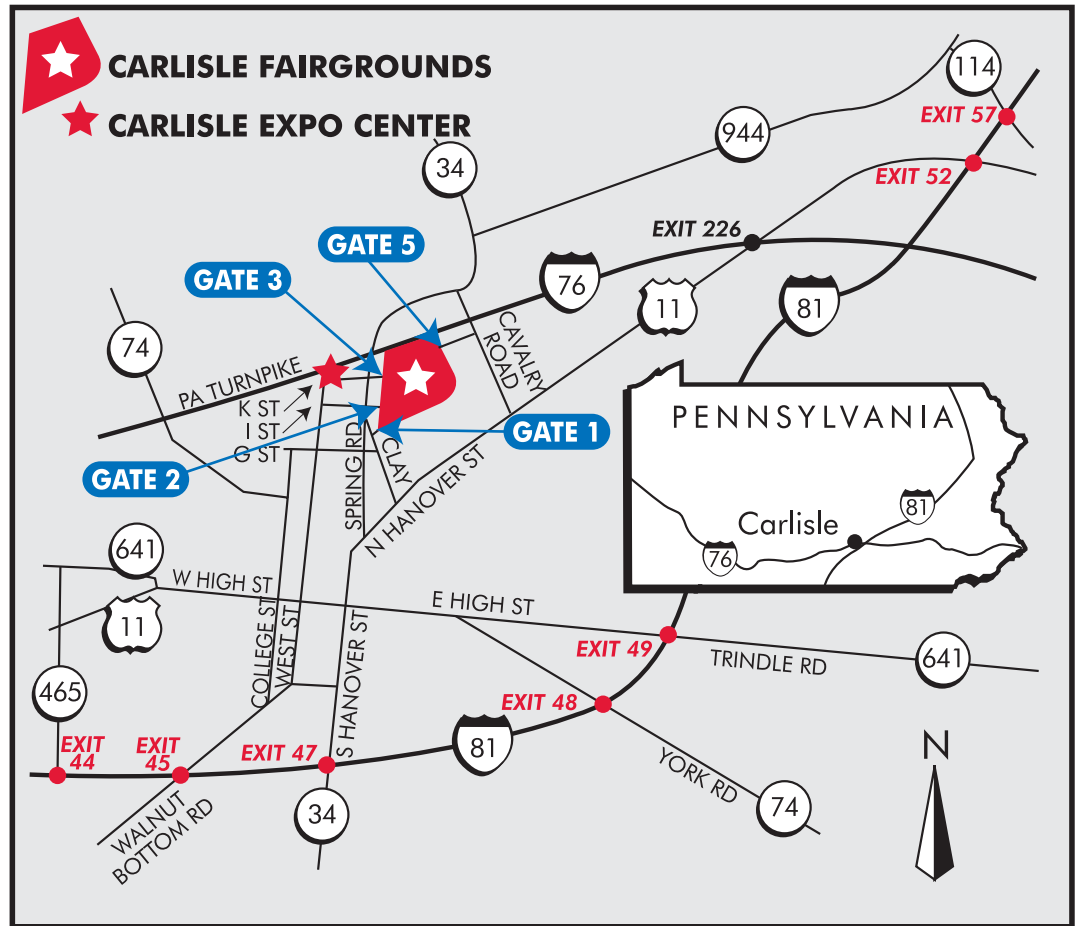 CARLISLE FAIRGROUNDS
CARLISLE EXPO CENTER
114
EXIT 57
944
34
EXIT 52
EXIT 226
GATE 5
GATE 3
76
11
81
74
CAVALRY
ROAD
PA TURNPIKE
K ST
I ST
G ST
GATE 1
GATE 2
SPRING RD
CLAY
N HANOVER ST
PENNSYLVANIA
81
Carlisle
76
641
W HIGH ST
E HIGH ST
11
COLLEGE ST
WEST ST
S HANOVER ST
EXIT 49
TRINDLE RD
641
465
EXIT 48
EXIT
44
EXIT
45
EXIT 47
81
YORK RD
N
WALNUT
BOTTOM RD
34
74